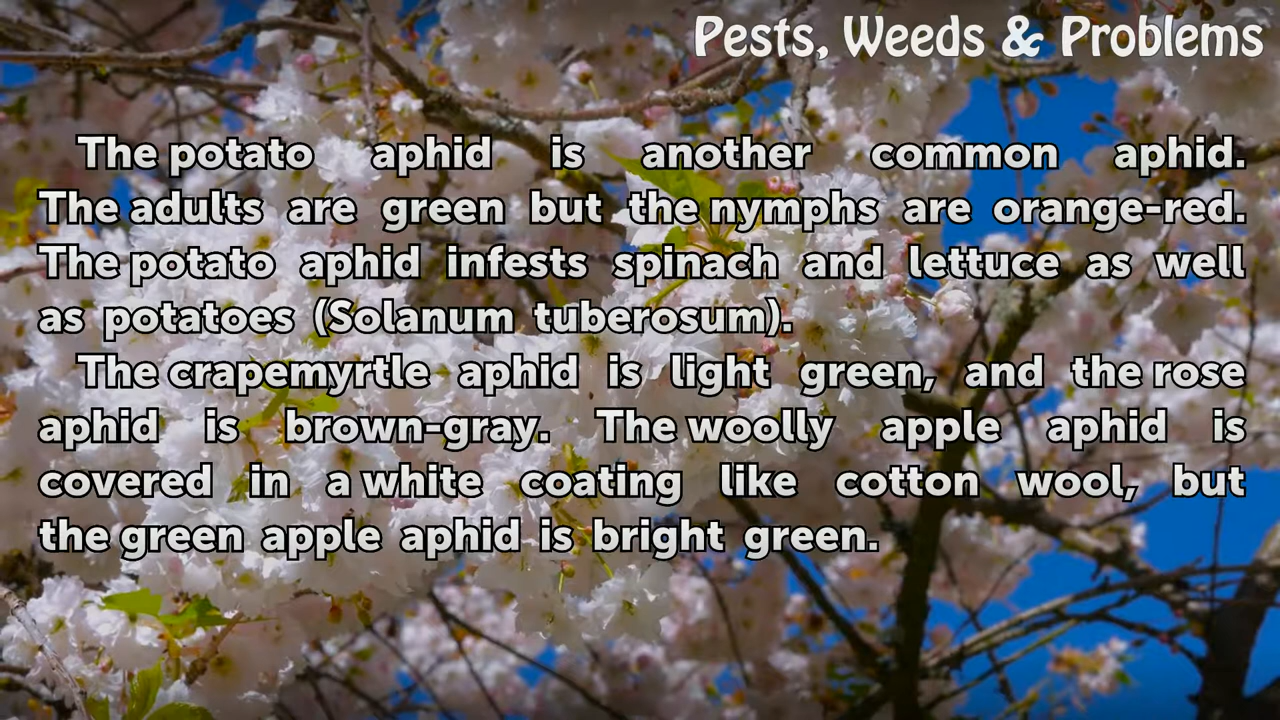 Pests, Weeds & Problems
The potato aphid is another common aphid.
The adults are green but the nymphs are orange-red.
The potato aphid infests spinach and lettuce as well
as potatoes (Solanum tuberosum).
The crapemyrtle aphid is light green, and the rose
aphid is brown-gray. The woolly apple aphid is
covered in a white coating like cotton wool, but
the green apple aphid is bright green.